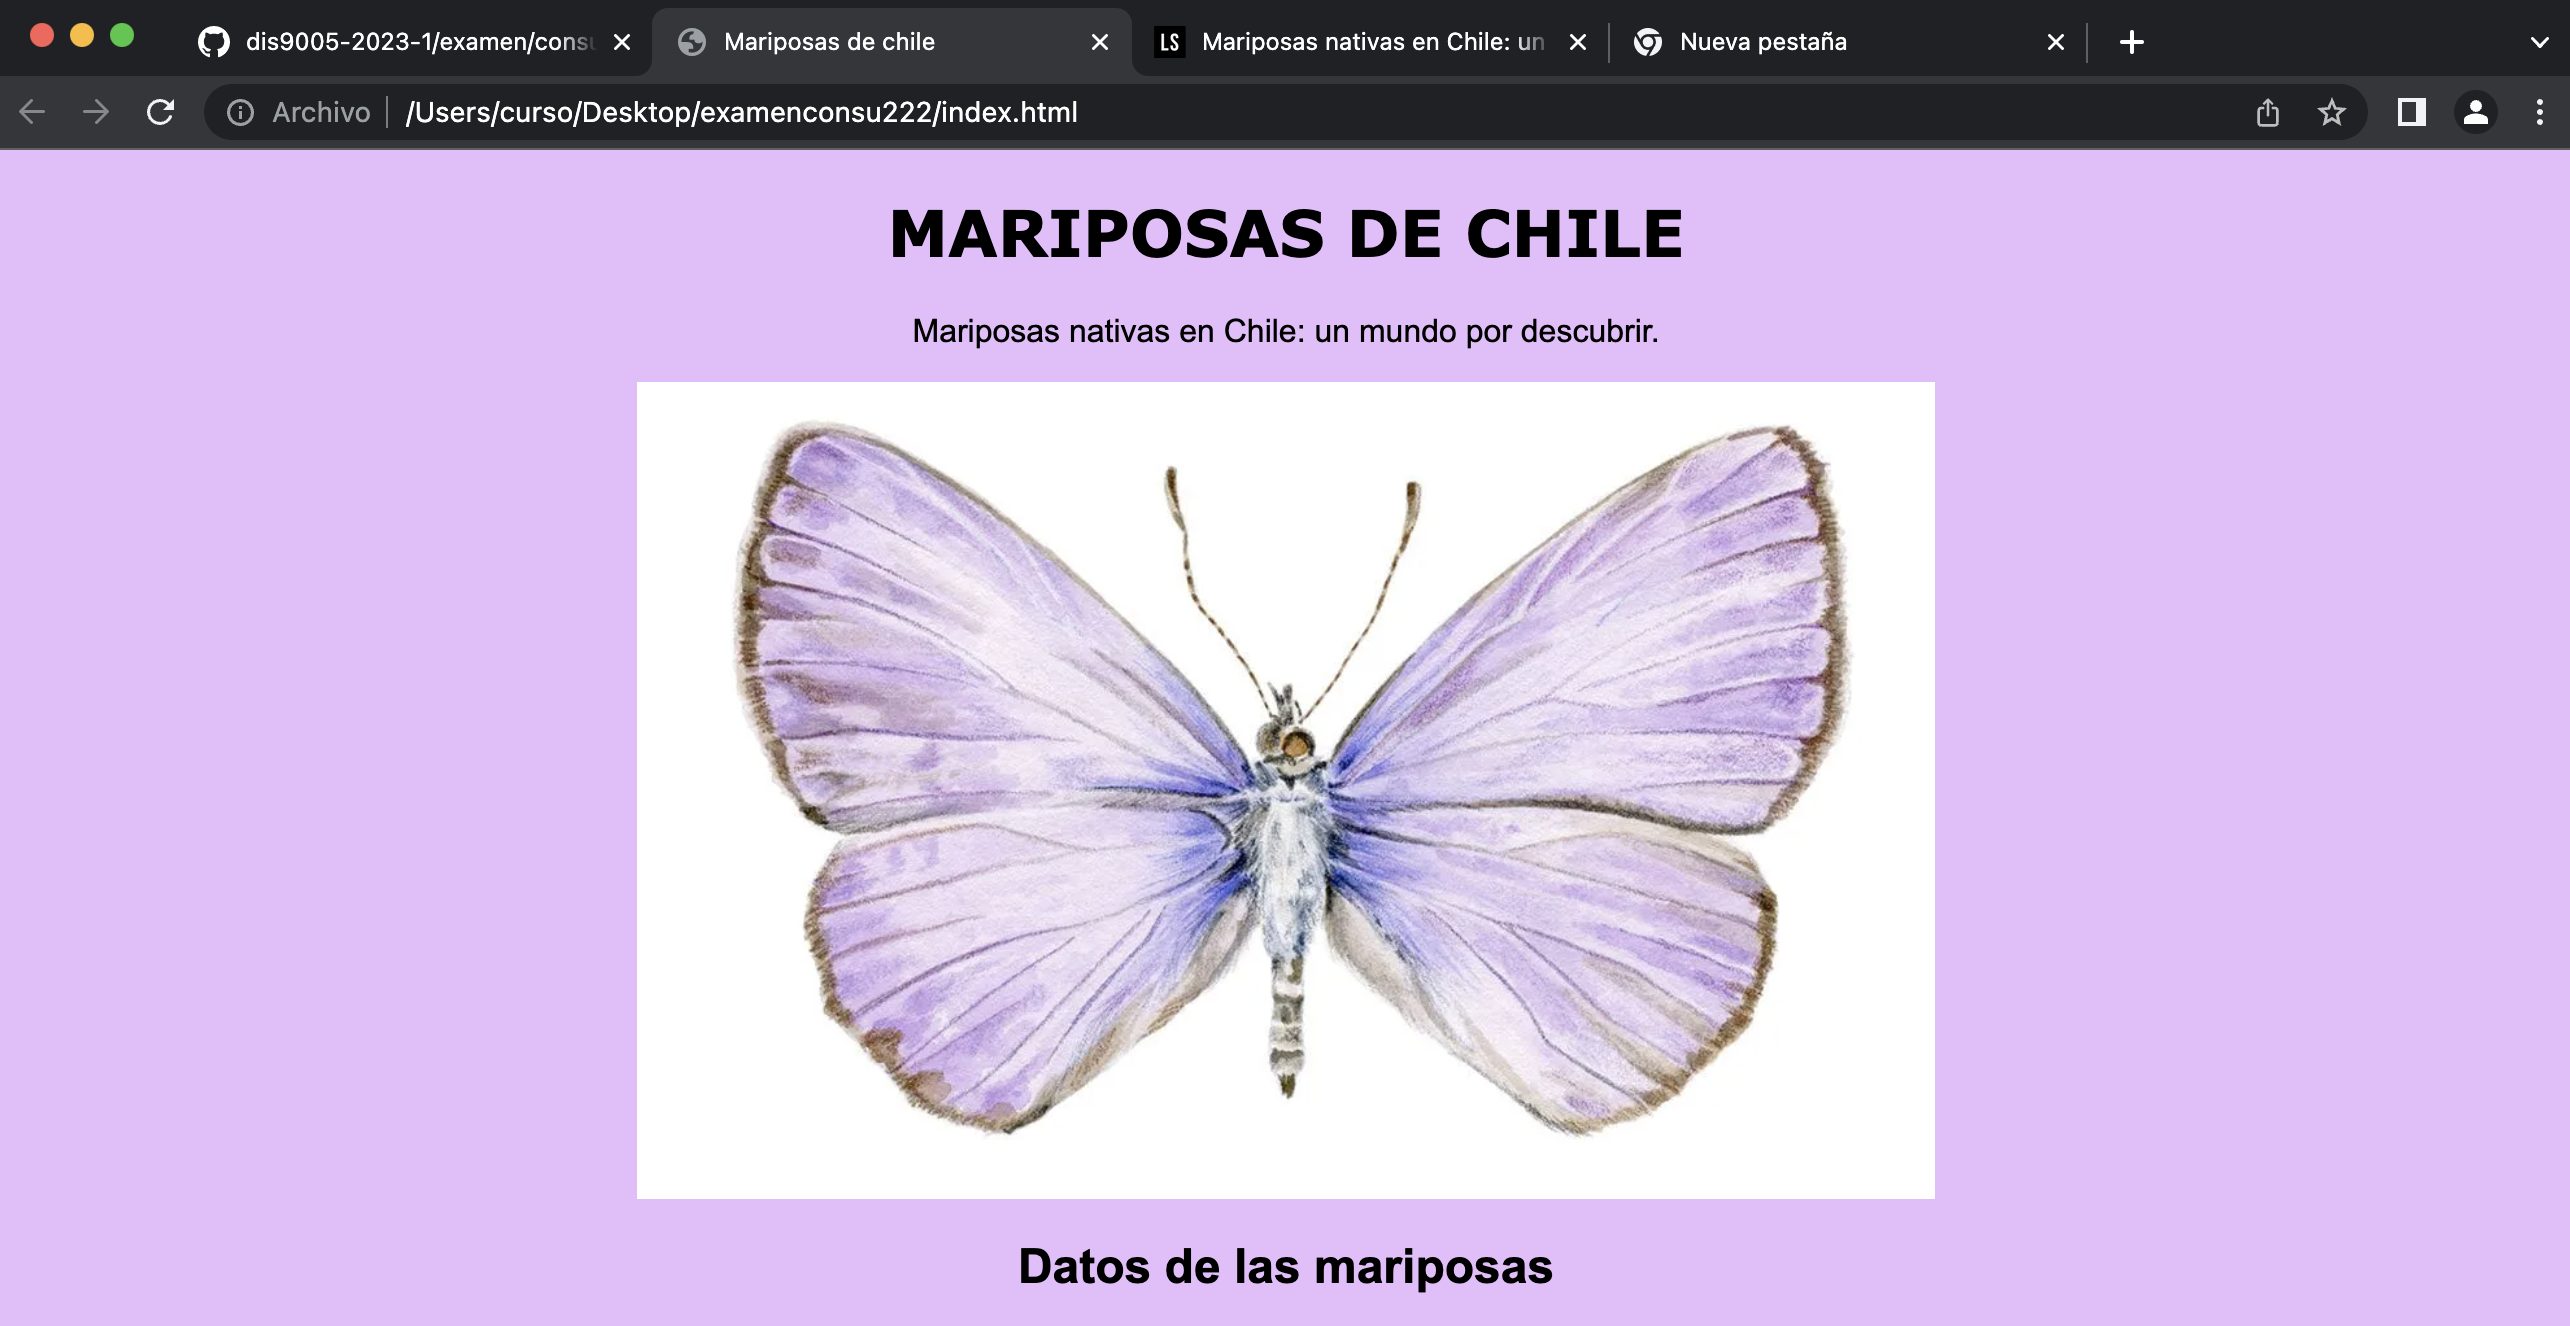 dis9005-2023-1/examen/consu
Mariposas de chile
LS
Mariposas nativas en Chile: un
Nueva pestaña
Archivo
/Users/curso/Desktop/examenconsu222/index.html
MARIPOSAS DE CHILE
Mariposas nativas en Chile: un mundo por descubrir.
Datos de las mariposas